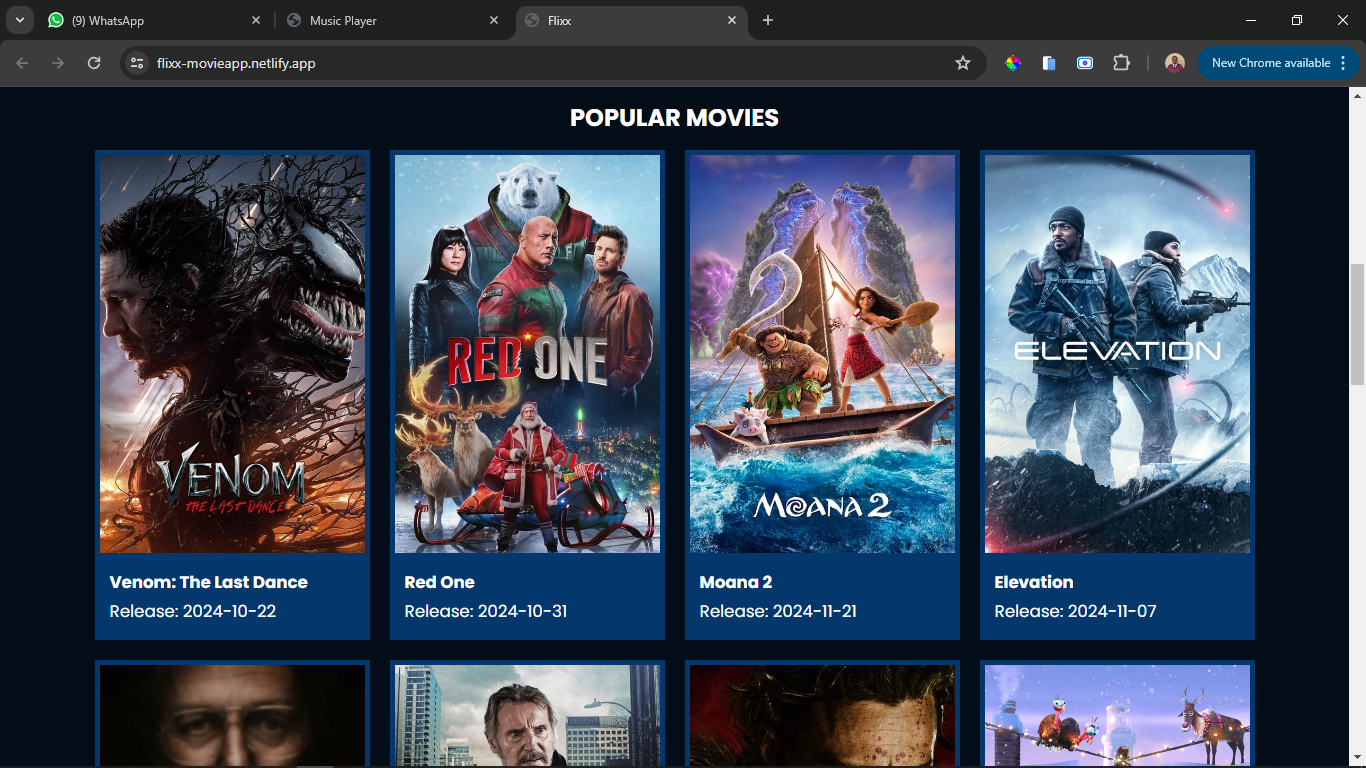 (9) WhatsApp
Music Player
Flixx
flixx-movieapp.netlify.app
New Chrome available
POPULAR MOVIES
VENOM
THE LAST DANCE
RED ONE
MOANA 2
ELEVATION
Venom: The Last Dance
Release: 2024-10-22
Red One
Release: 2024-10-31
Moana 2
Release: 2024-11-21
Elevation
Release: 2024-11-07